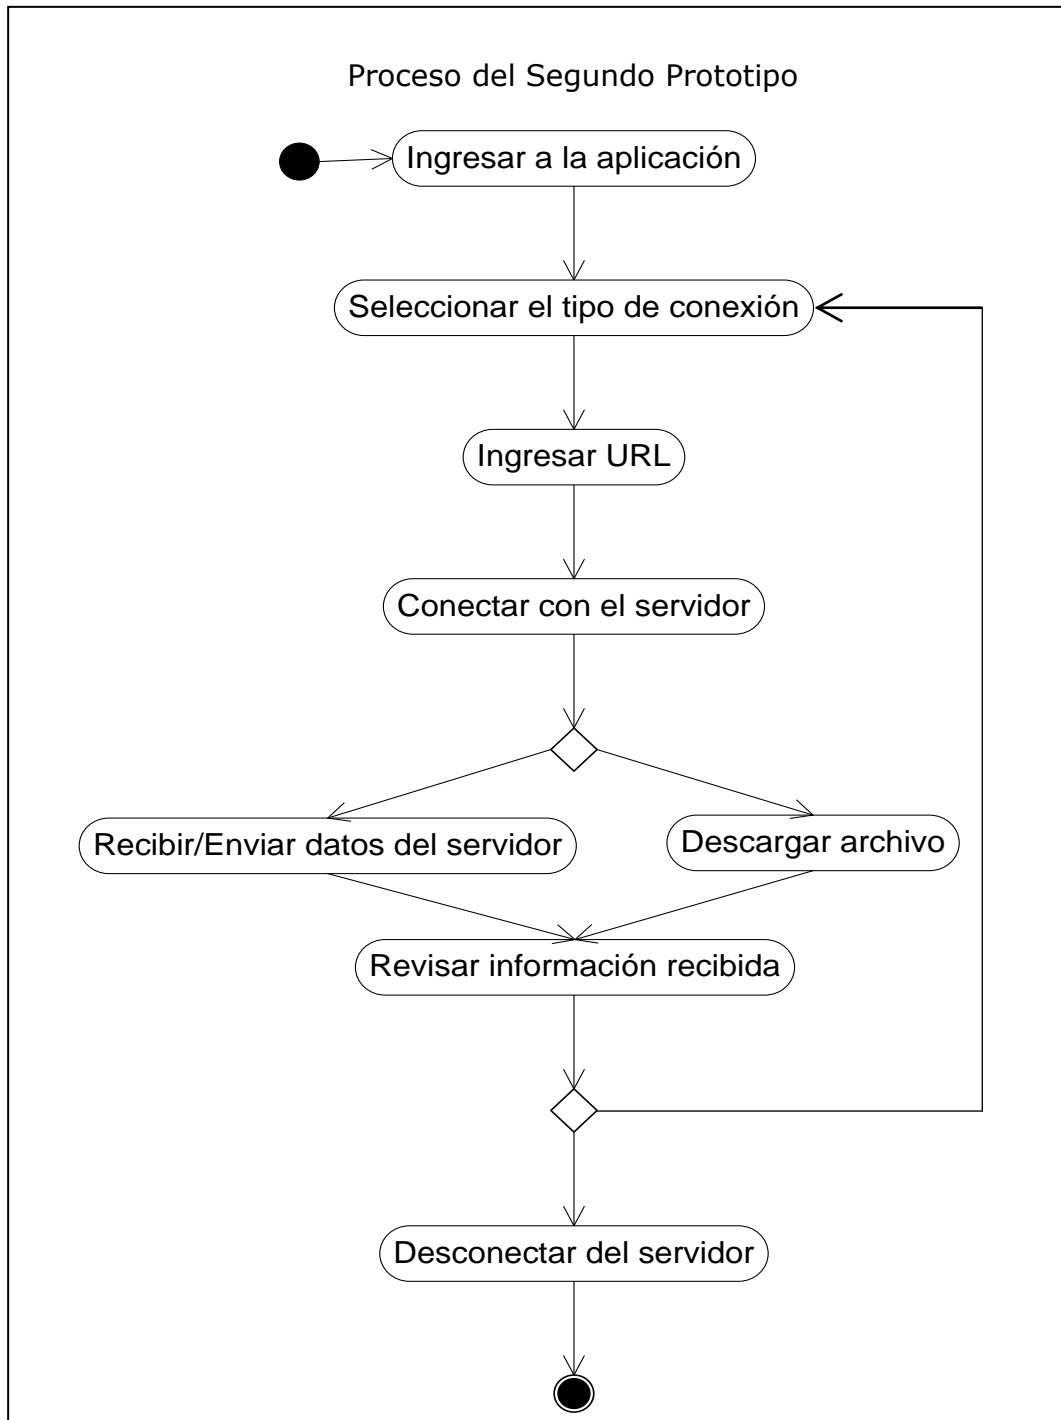 Proceso del Segundo Prototipo
Ingresar a la aplicación
Seleccionar el tipo de conexión
Ingresar URL
Conectar con el servidor
Recibir/Enviar datos del servidor
Descargar archivo
Revisar información recibida
Desconectar del servidor